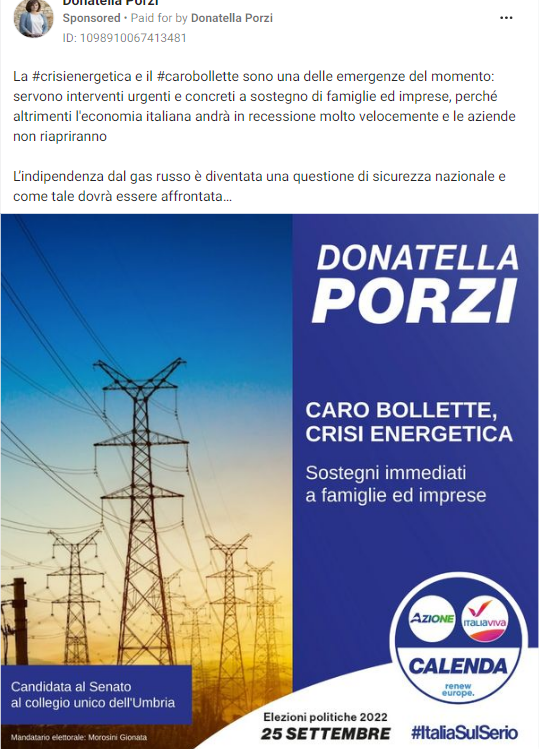 Donatella Porzi
Sponsored • Paid for by Donatella Porzi
ID: 1098910067413481
La #crisienergetica e il #carobollette sono una delle emergenze del momento:
servono interventi urgenti e concreti a sostegno di famiglie ed imprese, perché
altrimenti l'economia italiana andrà in recessione molto velocemente e le aziende
non riapriranno
L'indipendenza dal gas russo è diventata una questione di sicurezza nazionale e
come tale dovrà essere affrontata...
DONATELLA
PORZI
CARO BOLLETTE,
CRISI ENERGETICA
Sostegni immediati
a famiglie ed imprese
AZIONE
ITALIAVIVA
CALENDA
renew
europe.
Candidata al Senato
al collegio unico dell'Umbria
Mandatario elettorale: Morosini Gionata
Elezioni politiche 2022
25 SETTEMBRE
#ItaliaSulSerio